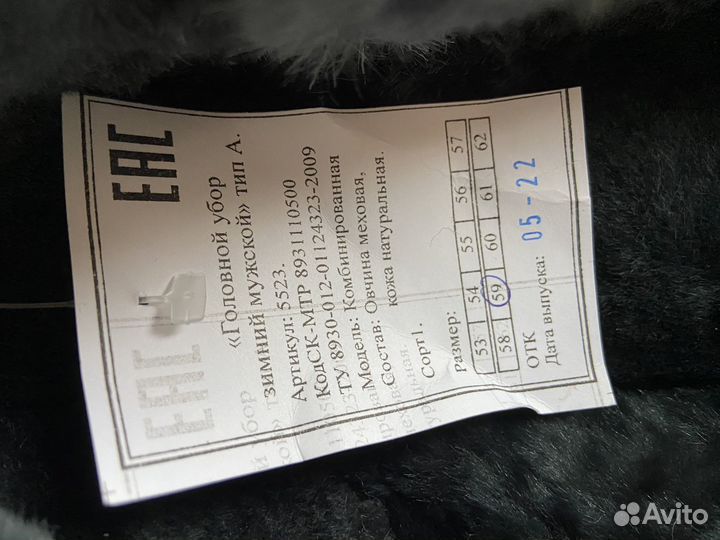 EAC
«Головной убор
зимний мужской» тип А.
Артикул: 5523.
КодСК-МТР 8931110500
ТУ 8930-012-01124323-2009
Модель: Комбинированная
Состав: Овчина меховая,
кожа натуральная.
Сорт1.
размер:
53 54 55 56 57
58 59 60 61 62
ОТК
Дата выпуска: 05-22
Avito